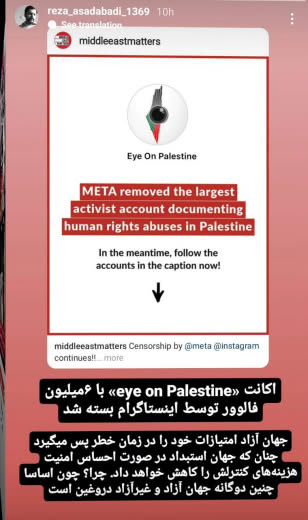 reza_asadabadi_1369 10h
See translation
middleeastmatters
Eye On Palestine
META removed the largest
activist account documenting
human rights abuses in Palestine
In the meantime, follow the
accounts in the caption now!
middleeastmatters Censorship by @meta @instagram
continues!!... more
اکانت «eye on Palestine» با ۶میلیون
فالوور توسط اینستاگرام بسته شد
جهان آزاد امتیازات خود را در زمان خطر پس میگیرد
چنان که جهان استبداد در صورت احساس امنیت
هزینه‌های کنترلش را کاهش خواهد داد. چرا؟ چون اساسا
چنین دوگانه جهان آزاد و غیرآزاد دروغین است